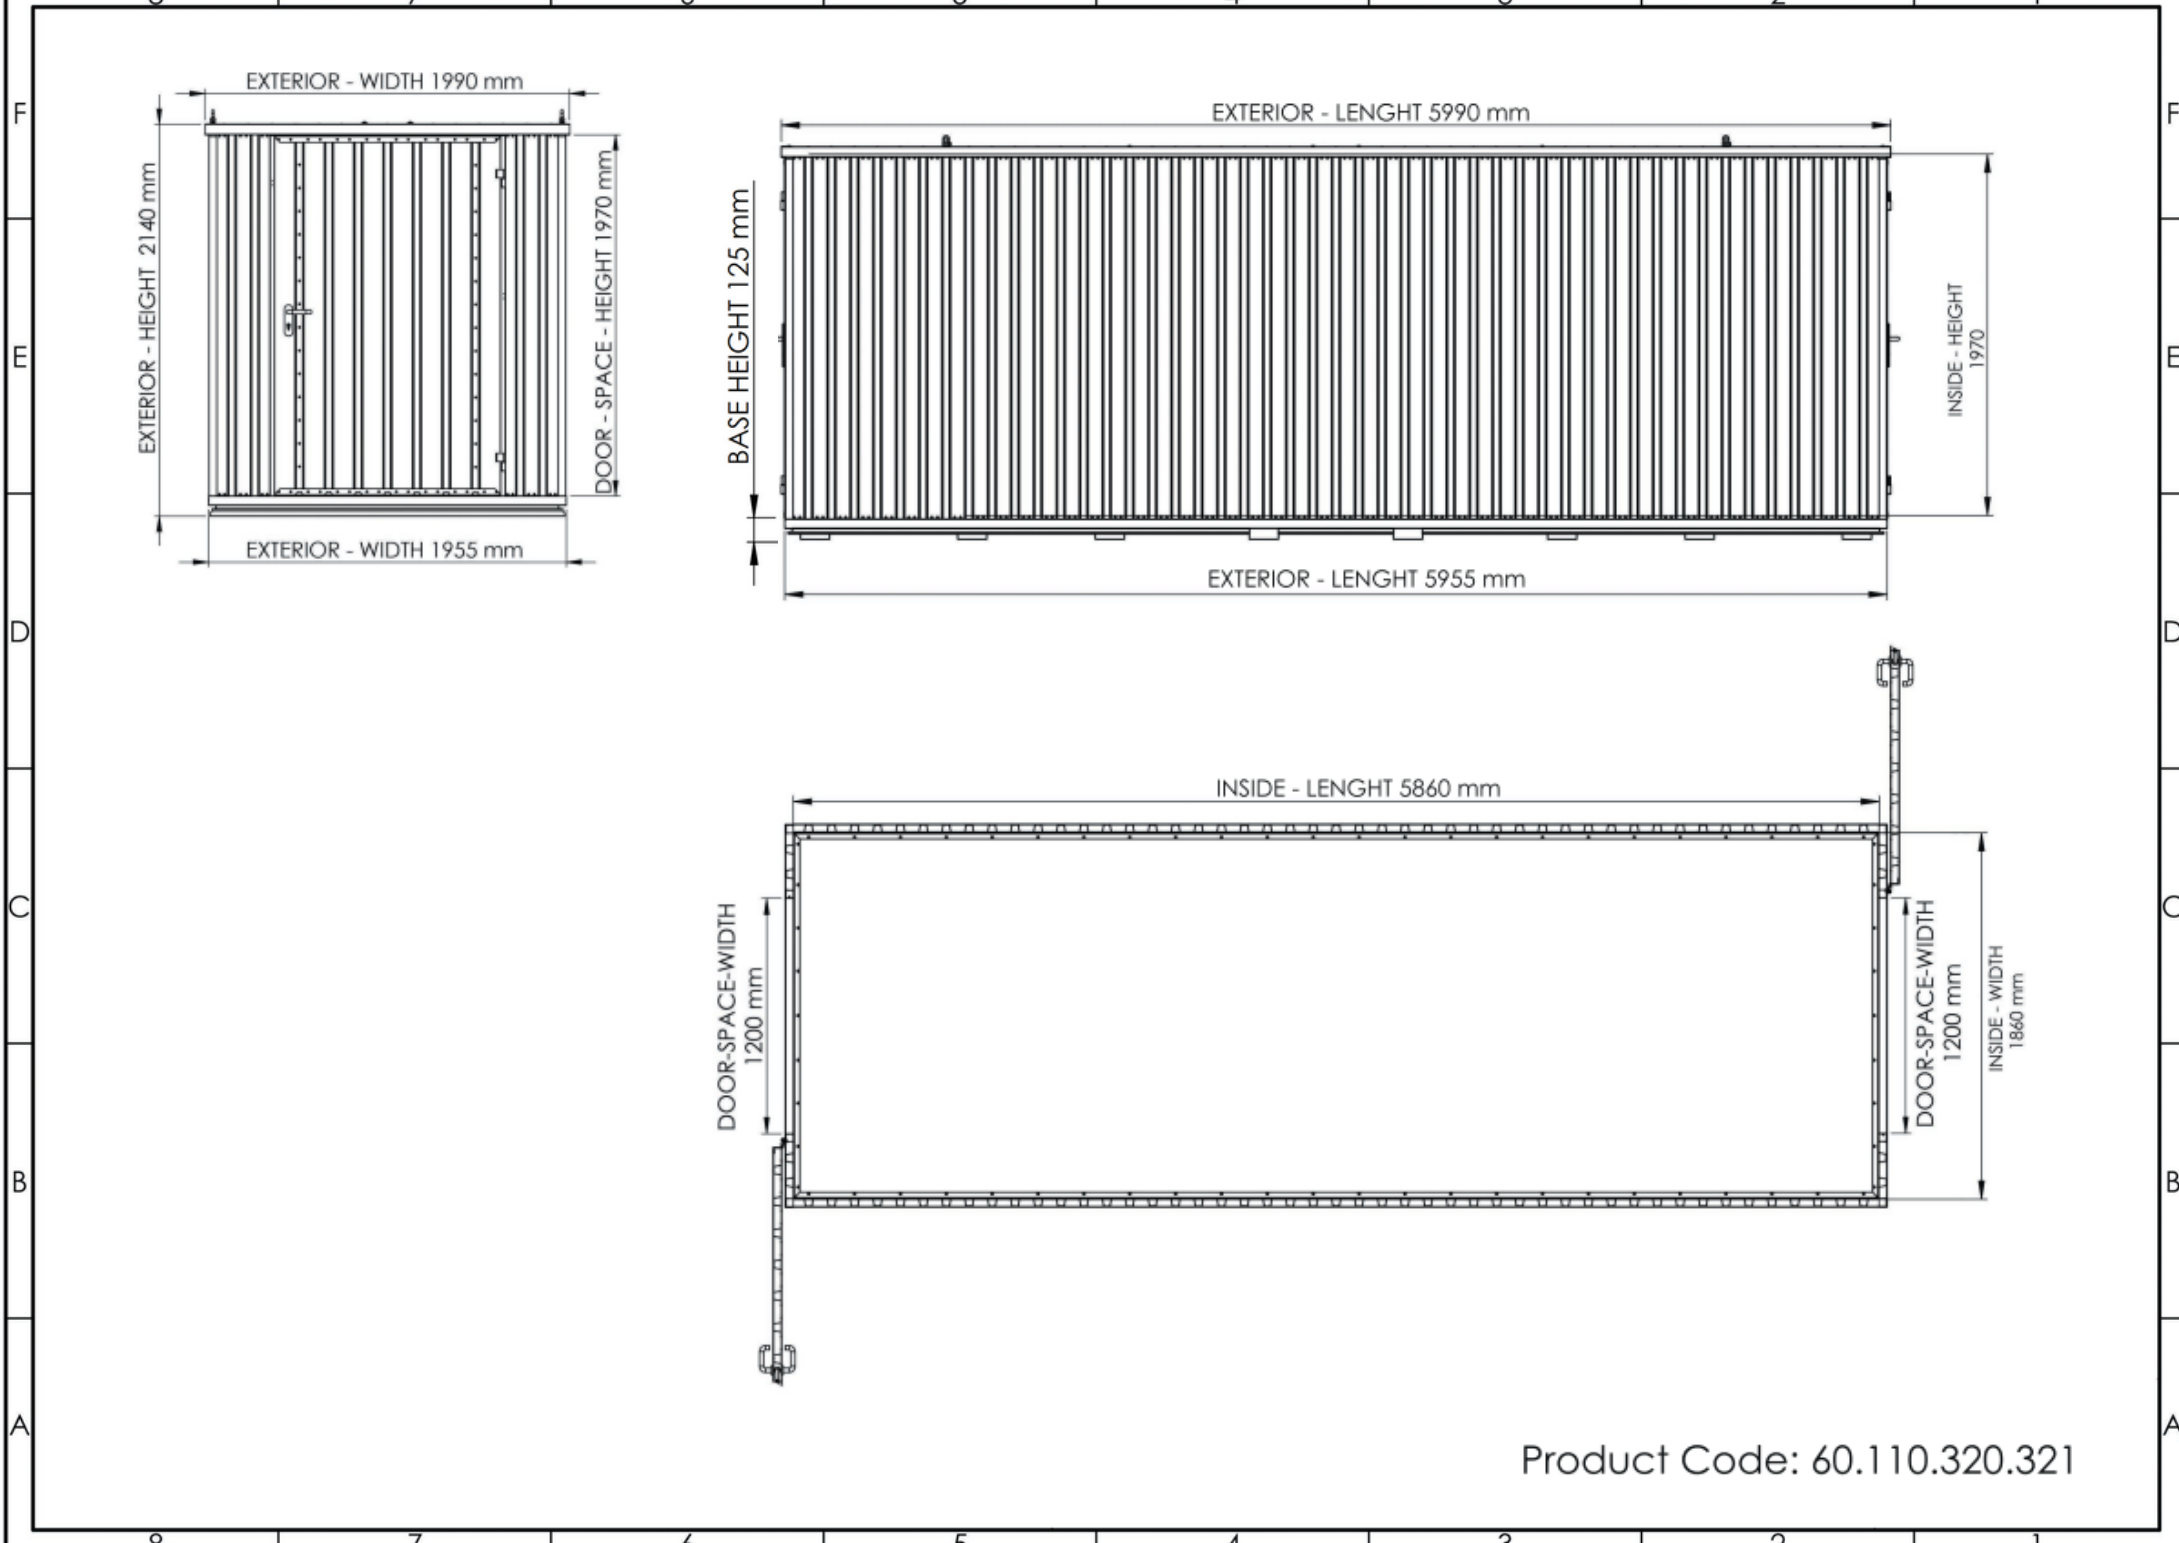 F
F
E
E
D
D
C
C
B
B
A
A
EXTERIOR - WIDTH 1990 mm
EXTERIOR - HEIGHT 2140 mm
DOOR - SPACE - HEIGHT 1970 mm
EXTERIOR - WIDTH 1955 mm
EXTERIOR - LENGHT 5990 mm
BASE HEIGHT 125 mm
INSIDE - HEIGHT
1970
EXTERIOR - LENGHT 5955 mm
INSIDE - LENGHT 5860 mm
DOOR-SPACE-WIDTH
1200 mm
DOOR-SPACE-WIDTH
1200 mm
INSIDE - WIDTH
1860 mm
Product Code: 60.110.320.321
8 7 6 5 4 3 2 1